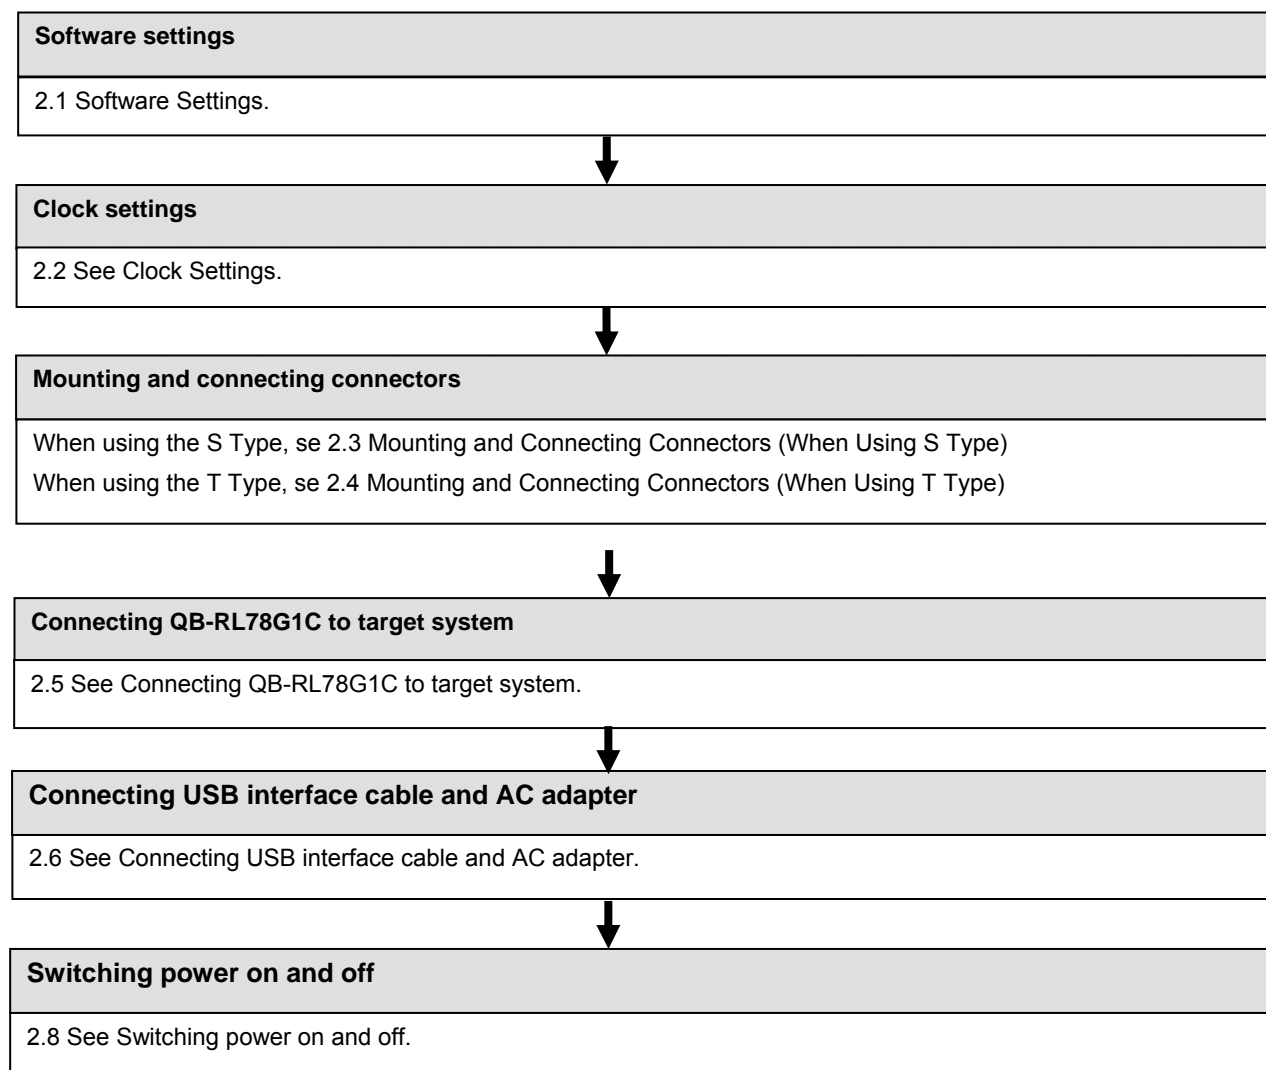 Software settings
2.1 Software Settings.
Clock settings
2.2 See Clock Settings.
Mounting and connecting connectors
When using the S Type, se 2.3 Mounting and Connecting Connectors (When Using S Type)
When using the T Type, se 2.4 Mounting and Connecting Connectors (When Using T Type)
Connecting QB-RL78G1C to target system
2.5 See Connecting QB-RL78G1C to target system.
Connecting USB interface cable and AC adapter
2.6 See Connecting USB interface cable and AC adapter.
Switching power on and off
2.8 See Switching power on and off.